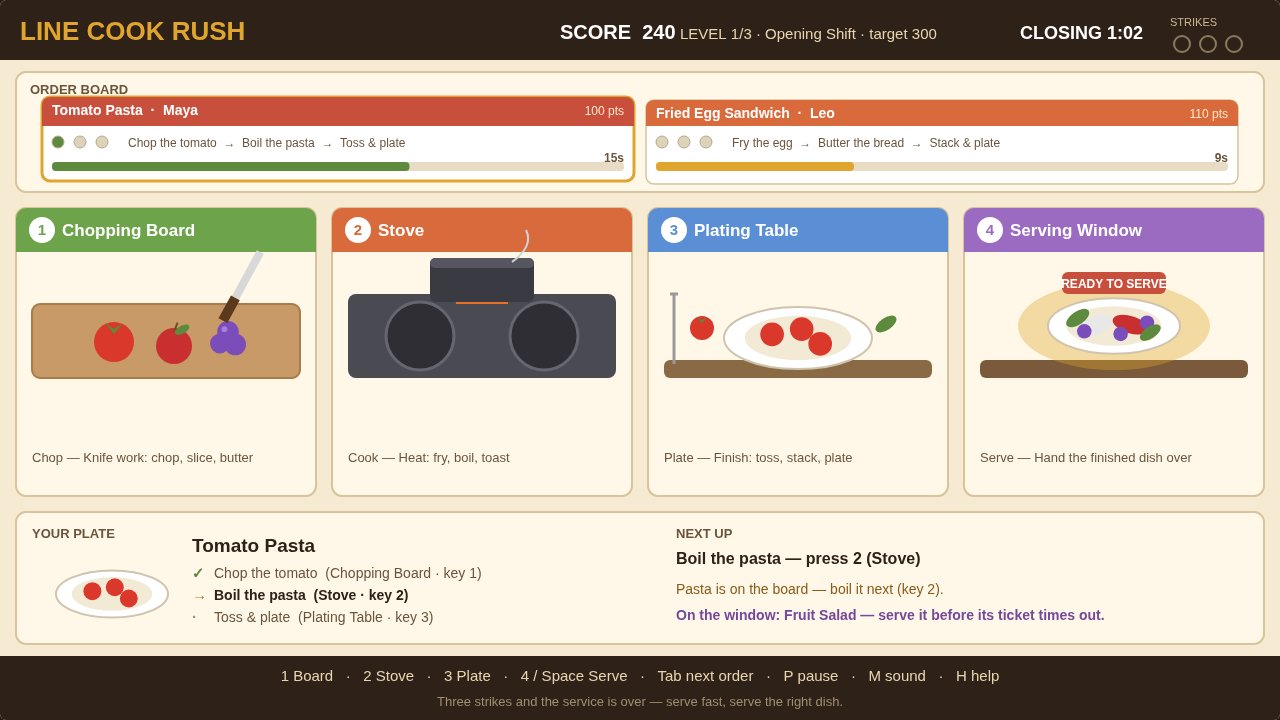 LINE COOK RUSH
SCORE 240 LEVEL 1/3 · Opening Shift · target 300
CLOSING 1:02
STRIKES
ORDER BOARD
Tomato Pasta · Maya 100 pts
Chop the tomato → Boil the pasta → Toss & plate
15s
Fried Egg Sandwich · Leo 110 pts
Fry the egg → Butter the bread → Stack & plate
9s
1 Chopping Board
Chop — Knife work: chop, slice, butter
2 Stove
Cook — Heat: fry, boil, toast
3 Plating Table
Plate — Finish: toss, stack, plate
4 Serving Window
READY TO SERVE
Serve — Hand the finished dish over
YOUR PLATE
Tomato Pasta
✓ Chop the tomato (Chopping Board · key 1)
→ Boil the pasta (Stove · key 2)
· Toss & plate (Plating Table · key 3)
NEXT UP
Boil the pasta — press 2 (Stove)
Pasta is on the board — boil it next (key 2).
On the window: Fruit Salad — serve it before its ticket times out.
1 Board · 2 Stove · 3 Plate · 4 / Space Serve · Tab next order · P pause · M sound · H help
Three strikes and the service is over — serve fast, serve the right dish.